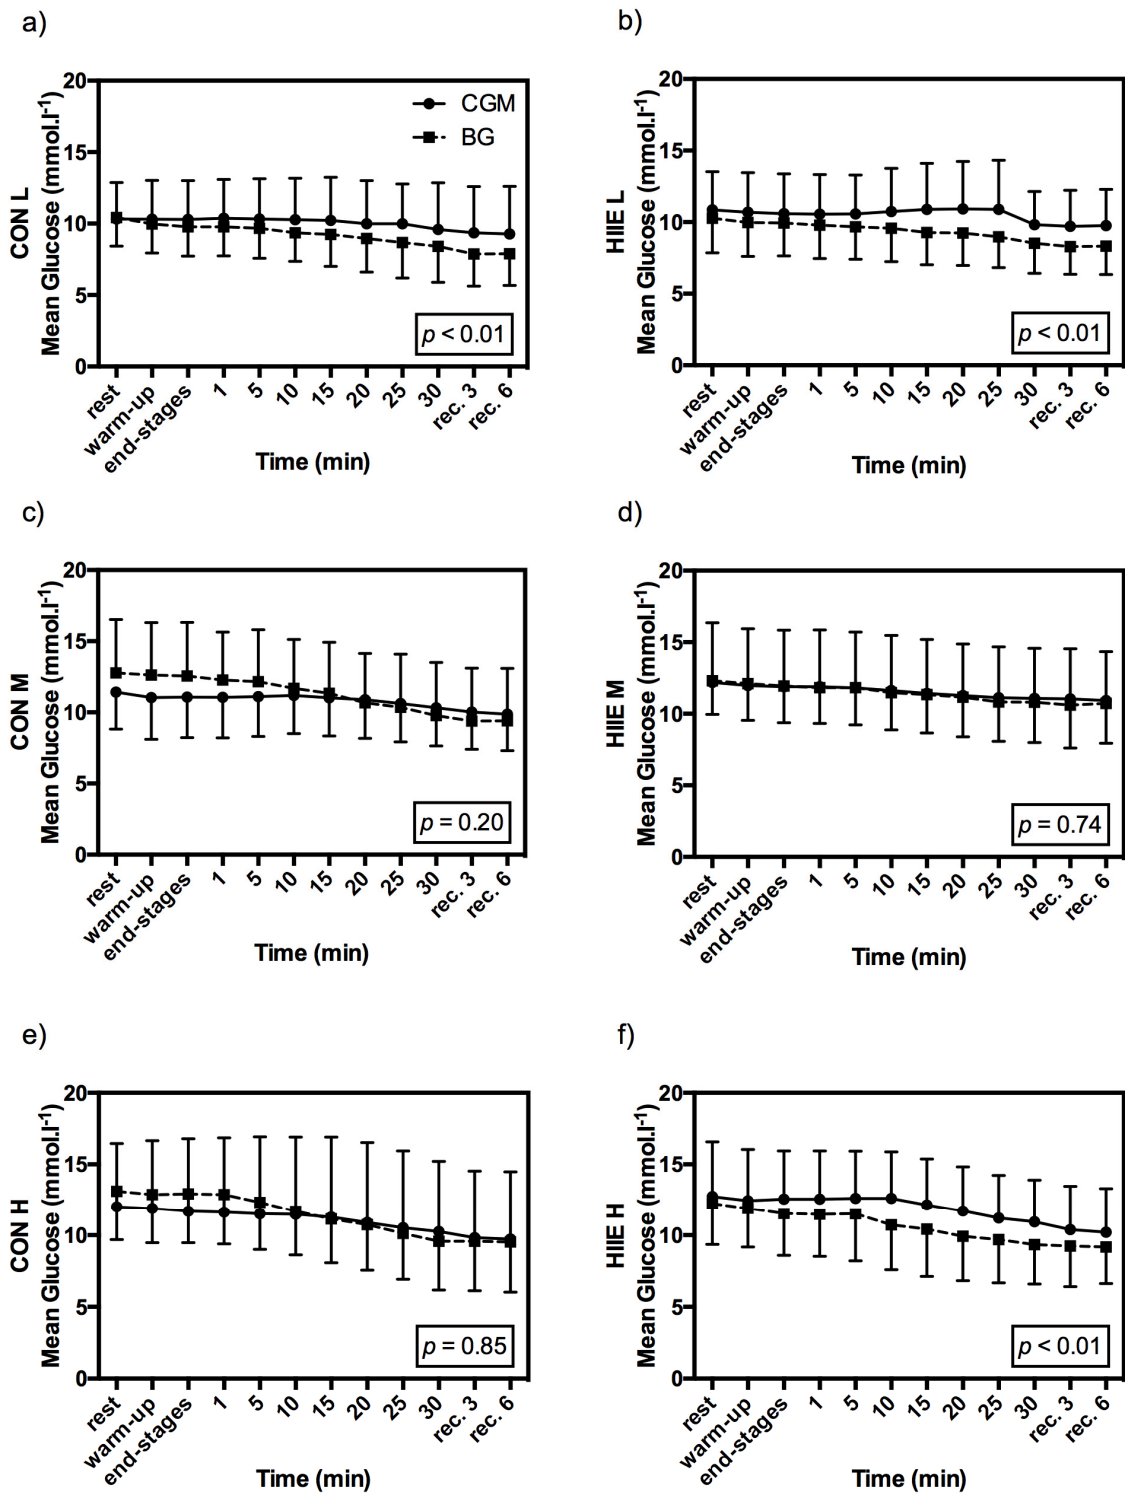 a)
CON L
Mean Glucose (mmol.l-1)
20
15
10
5
0
CGM
BG
p < 0.01
rest
warm-up
end-stages
1
5
10
15
20
25
30
rec. 3
rec. 6
Time (min)
b)
HIIE L
Mean Glucose (mmol.l-1)
20
15
10
5
0
p < 0.01
rest
warm-up
end-stages
1
5
10
15
20
25
30
rec. 3
rec. 6
Time (min)
c)
CON M
Mean Glucose (mmol.l-1)
20
15
10
5
0
p = 0.20
rest
warm-up
end-stages
1
5
10
15
20
25
30
rec. 3
rec. 6
Time (min)
d)
HIIE M
Mean Glucose (mmol.l-1)
20
15
10
5
0
p = 0.74
rest
warm-up
end-stages
1
5
10
15
20
25
30
rec. 3
rec. 6
Time (min)
e)
CON H
Mean Glucose (mmol.l-1)
20
15
10
5
0
p = 0.85
rest
warm-up
end-stages
1
5
10
15
20
25
30
rec. 3
rec. 6
Time (min)
f)
HIIE H
Mean Glucose (mmol.l-1)
20
15
10
5
0
p < 0.01
rest
warm-up
end-stages
1
5
10
15
20
25
30
rec. 3
rec. 6
Time (min)